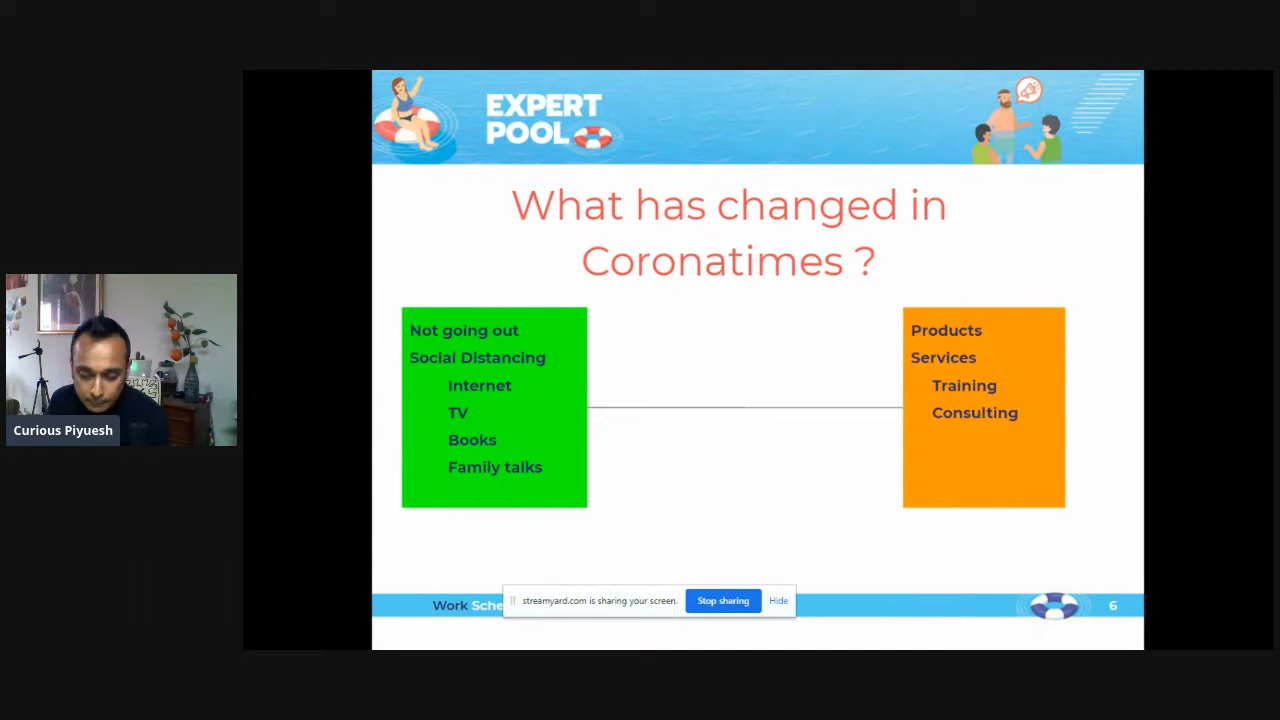 EXPERT
POOL
What has changed in
Coronatimes ?
Not going out
Social Distancing
Internet
TV
Books
Family talks
Products
Services
Training
Consulting
Curious Piyuesh
Work Sche
streamyard.com is sharing your screen.
Stop sharing
Hide
6